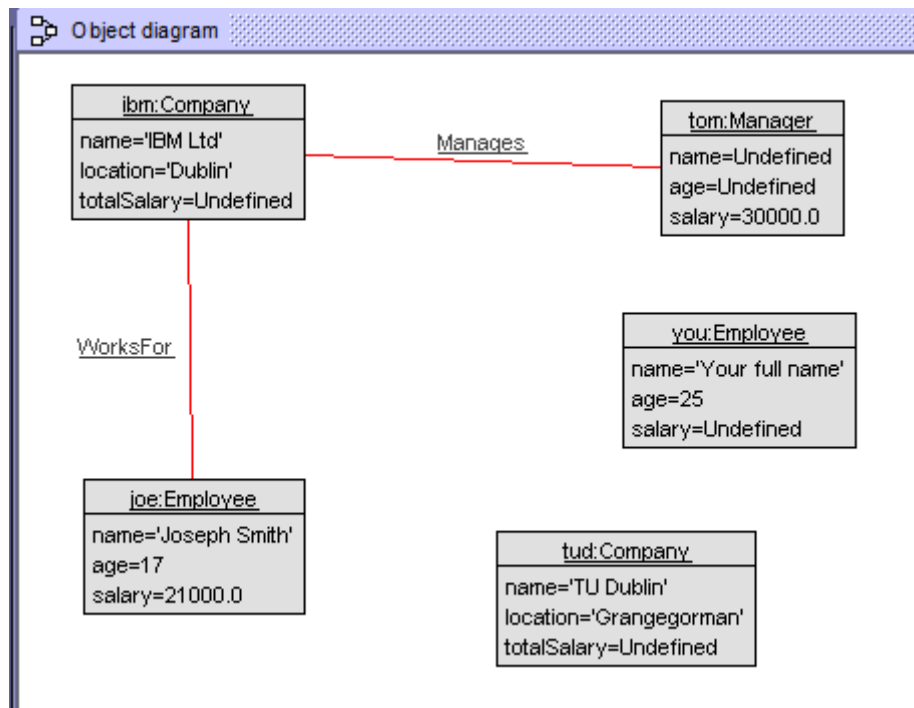 Object diagram
ibm:Company
name='IBM Ltd'
location='Dublin'
totalSalary=Undefined
Manages
tom:Manager
name=Undefined
age=Undefined
salary=30000.0
you:Employee
name='Your full name'
age=25
salary=Undefined
WorksFor
joe:Employee
name='Joseph Smith'
age=17
salary=21000.0
tud:Company
name='TU Dublin'
location='Grangegorman'
totalSalary=Undefined